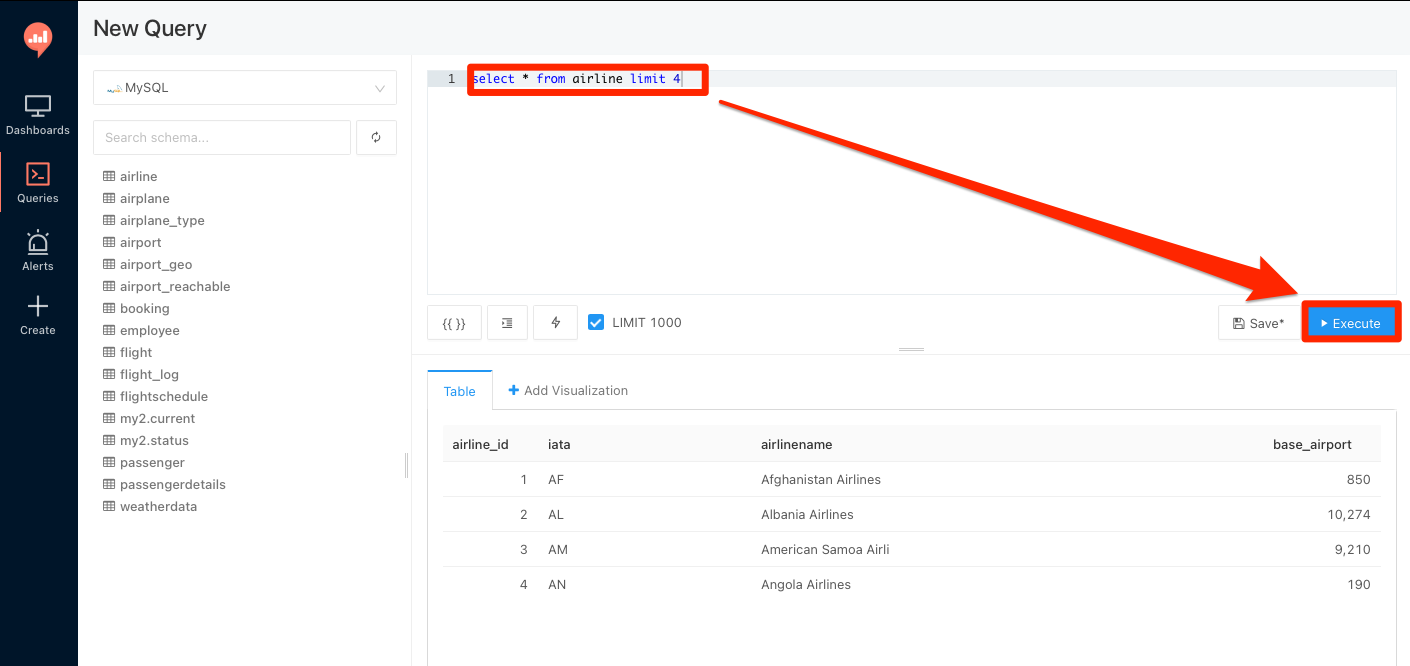 New Query
Dashboards
Queries
Alerts
Create
MySQL
Search schema...
airline
airplane
airplane_type
airport
airport_geo
airport_reachable
booking
employee
flight
flight_log
flightschedule
my2.current
my2.status
passenger
passengerdetails
weatherdata
1 select * from airline limit 4
{{ }} LIMIT 1000 Save* Execute
Table Add Visualization
airline_id iata airlinename base_airport
1 AF Afghanistan Airlines 850
2 AL Albania Airlines 10,274
3 AM American Samoa Airli 9,210
4 AN Angola Airlines 190